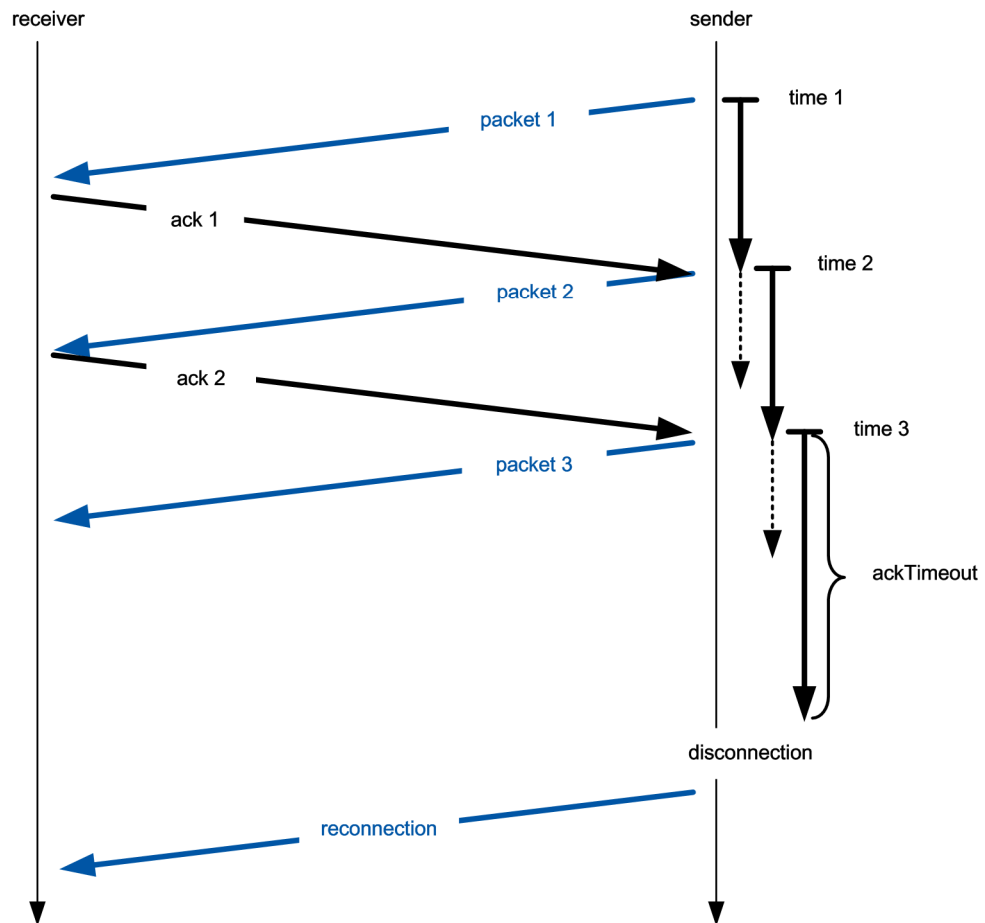 receiver
sender
time 1
packet 1
ack 1
time 2
packet 2
ack 2
time 3
packet 3
ackTimeout
disconnection
reconnection